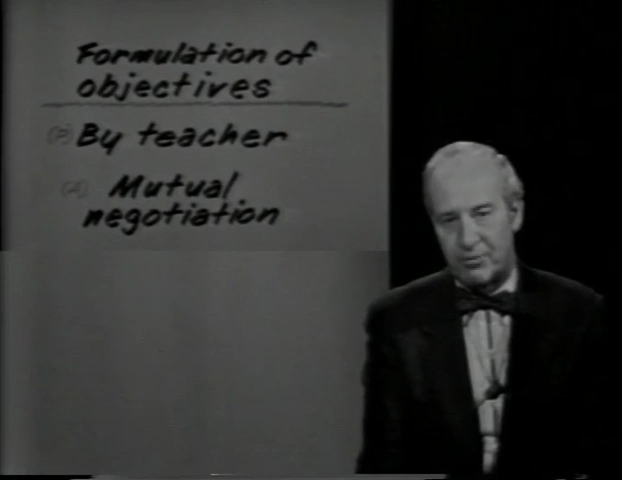 Formulation of
objectives
(P) By teacher
(A) Mutual
negotiation